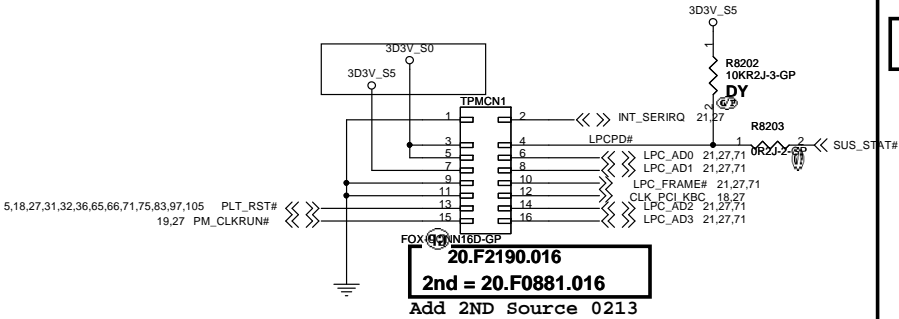 3D3V_S5
3D3V_S0
3D3V_S5
R8202
10KR2J-3-GP
DY
1
2
TPMCN1
1
2
INT_SERIRQ 21,27
LPCPD#
R8203
1
2
0R2J-2-GP
SUS_STAT#
3
4
5
6
LPC_AD0 21,27,71
7
8
LPC_AD1 21,27,71
9
10
LPC_FRAME# 21,27,71
11
12
CLK_PCI_KBC 18,27
5,18,27,31,32,36,65,66,71,75,83,97,105 PLT_RST#
13
14
LPC_AD2 21,27,71
19,27 PM_CLKRUN#
15
16
LPC_AD3 21,27,71
20.F2190.016
2nd = 20.F0881.016
Add 2ND Source 0213